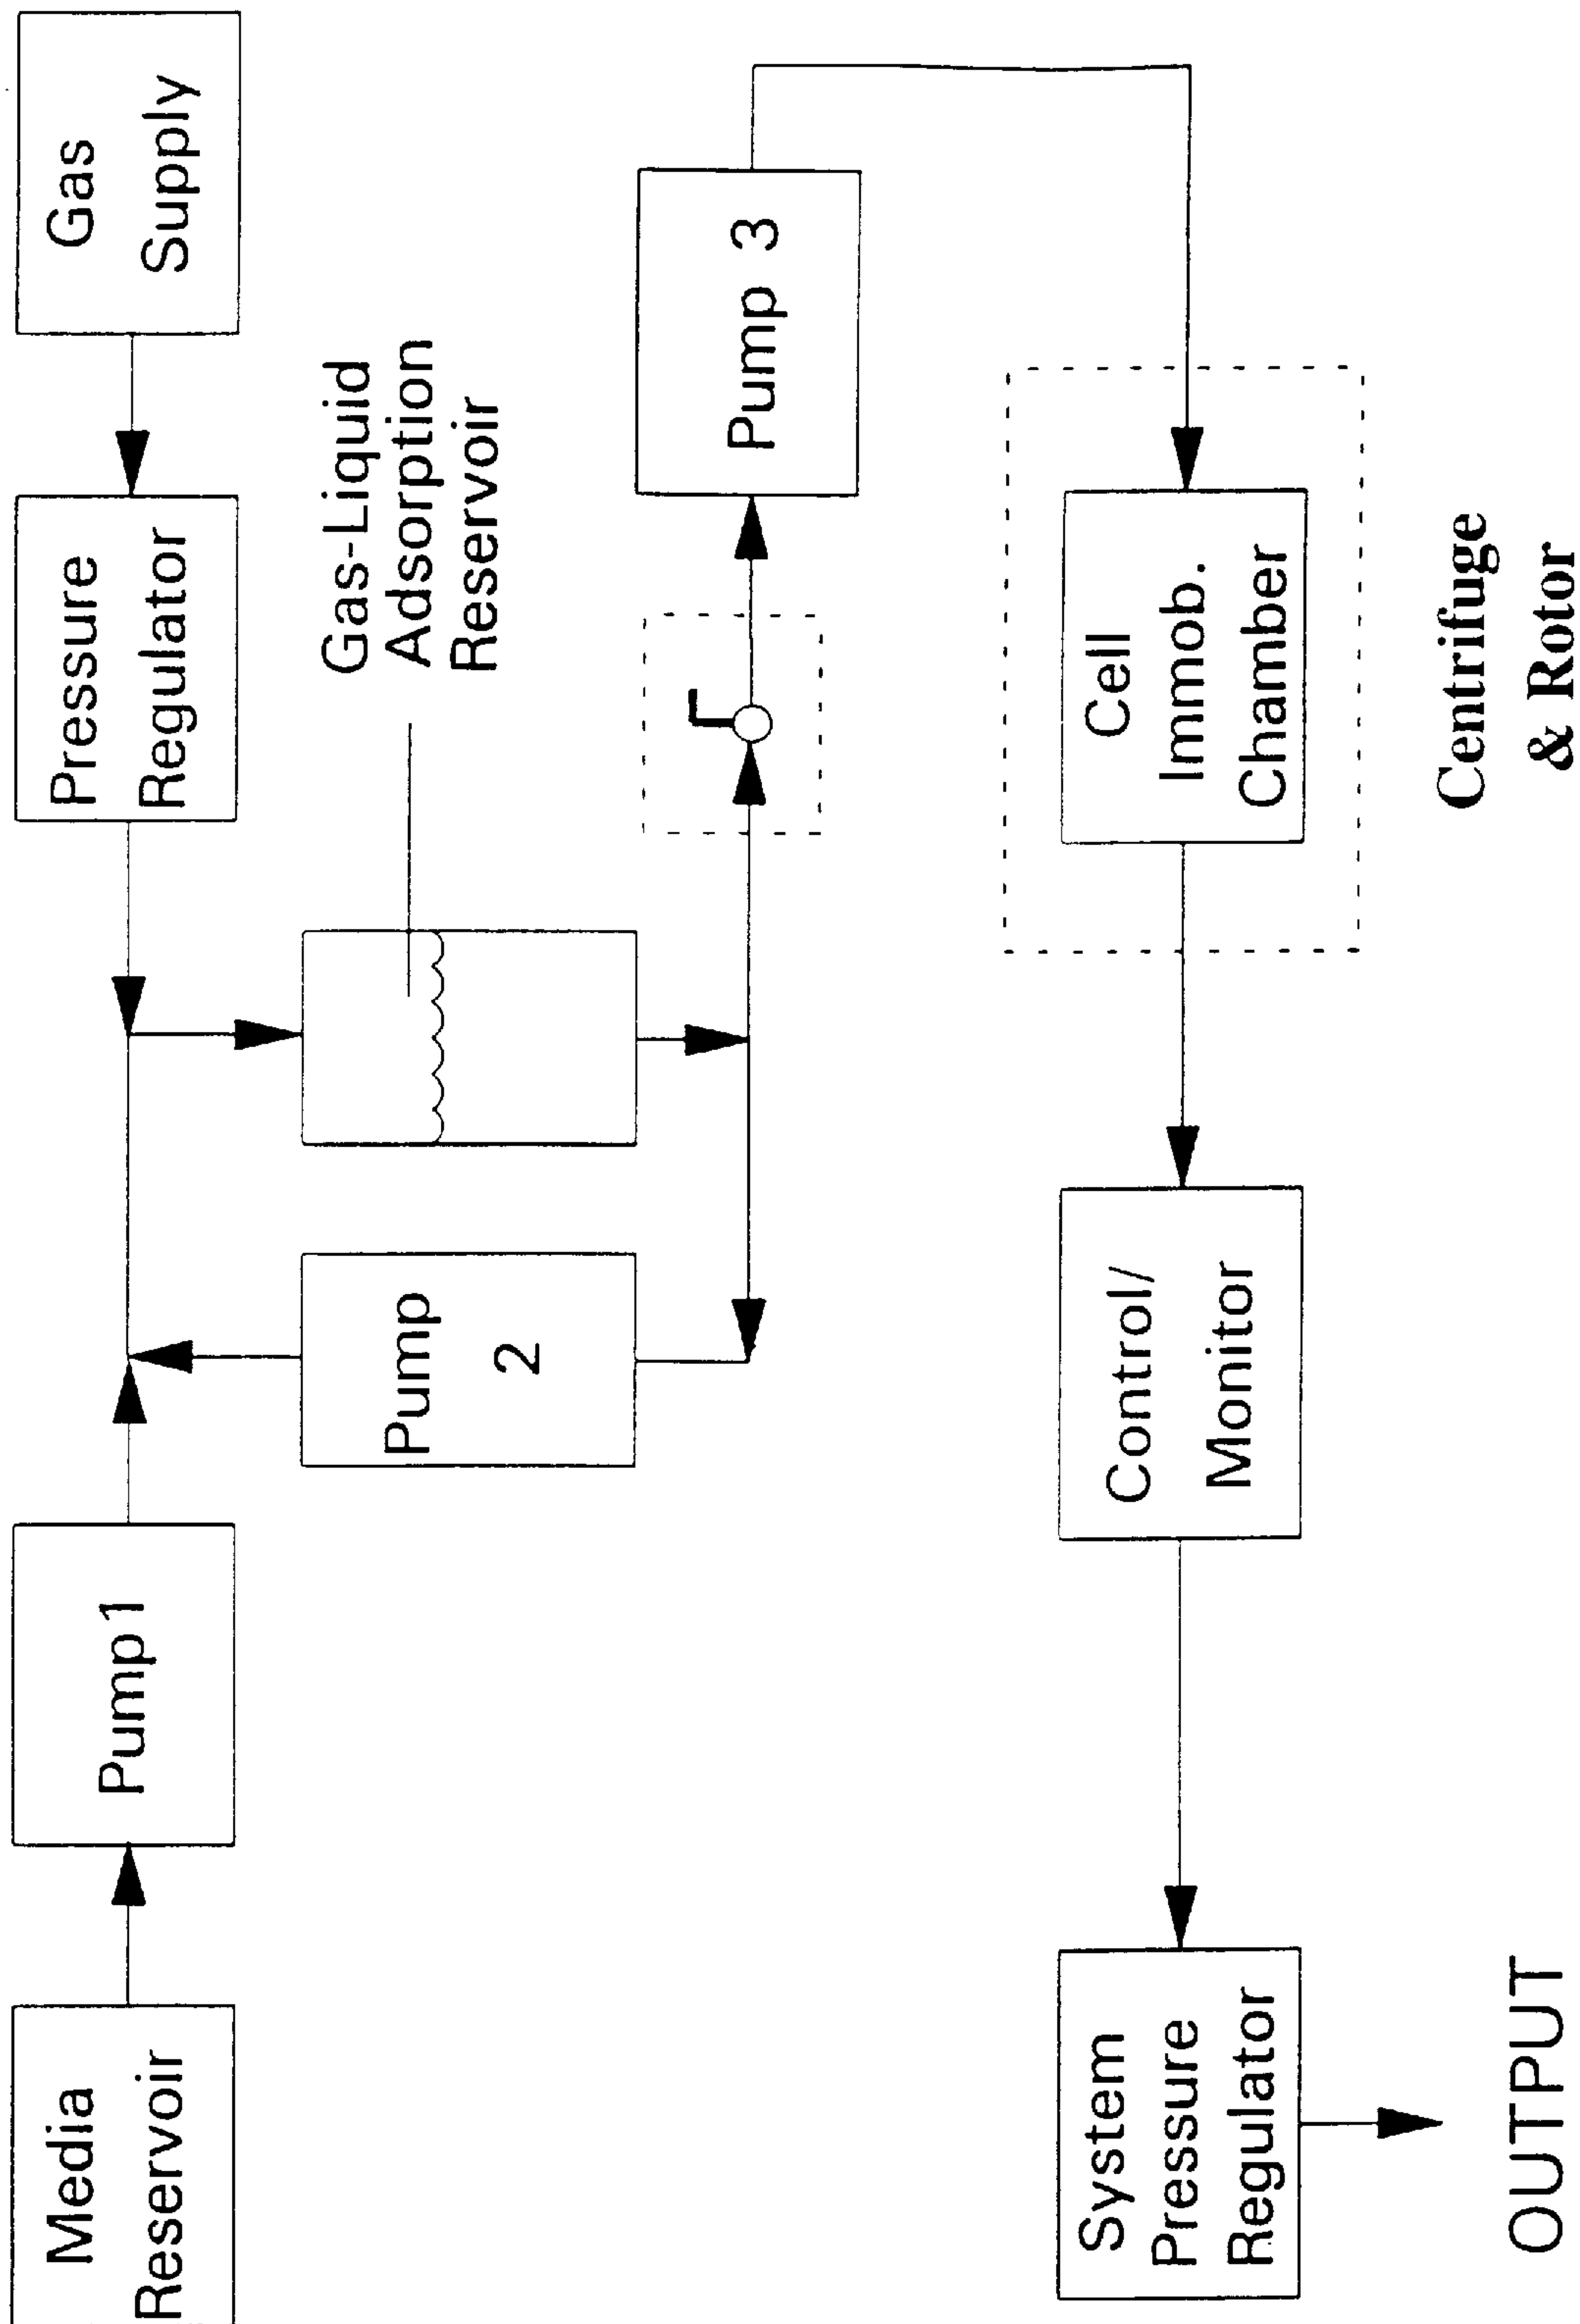 Media
Reservoir
Pump1
Pump
2
Pressure
Regulator
Gas
Supply
Gas-Liquid
Adsorption
Reservoir
Pump 3
System
Pressure
Regulator
Control/
Monitor
Cell
Immob.
Chamber
OUTPUT
Centrifuge
& Rotor